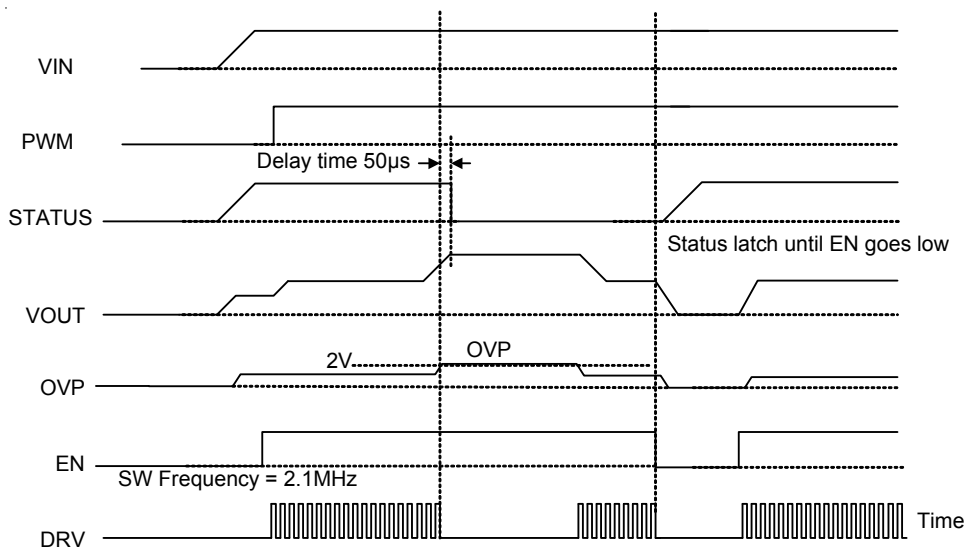 VIN
PWM
Delay time 50µs
STATUS
Status latch until EN goes low
VOUT
2V
OVP
OVP
EN
SW Frequency = 2.1MHz
Time
DRV